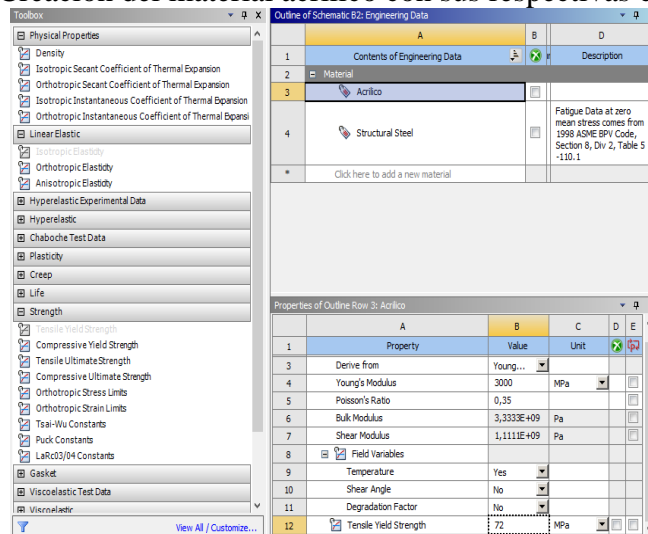 Creación del material acrílico con sus respectivas
Toolbox
Physical Properties
Density
Isotropic Secant Coefficient of Thermal Expansion
Orthotropic Secant Coefficient of Thermal Expansion
Isotropic Instantaneous Coefficient of Thermal Expansion
Orthotropic Instantaneous Coefficient of Thermal Expansi
Linear Elastic
Isotropic Elasticity
Orthotropic Elasticity
Anisotropic Elasticity
Hyperelastic Experimental Data
Hyperelastic
Chaboche Test Data
Plasticity
Creep
Life
Strength
Tensile Yield Strength
Compressive Yield Strength
Tensile Ultimate Strength
Compressive Ultimate Strength
Orthotropic Stress Limits
Orthotropic Strain Limits
Tsai-Wu Constants
Puck Constants
LaRc03/04 Constants
Gasket
Viscoelastic Test Data
Viscoelastic
View All / Customize...
Outline of Schematic B2: Engineering Data
A B D
1 Contents of Engineering Data Description
2 Material
3 Acrilico
4 Structural Steel Fatigue Data at zero
mean stress comes from
1998 ASME BPV Code,
Section 8, Div 2, Table 5
-110.1
* Click here to add a new material
Properties of Outline Row 3: Acrilico
A B C D E
1 Property Value Unit
3 Derive from Young...
4 Young's Modulus 3000 MPa
5 Poisson's Ratio 0,35
6 Bulk Modulus 3,3333E+09 Pa
7 Shear Modulus 1,1111E+09 Pa
8 Field Variables
9 Temperature Yes
10 Shear Angle No
11 Degradation Factor No
12 Tensile Yield Strength 72 MPa